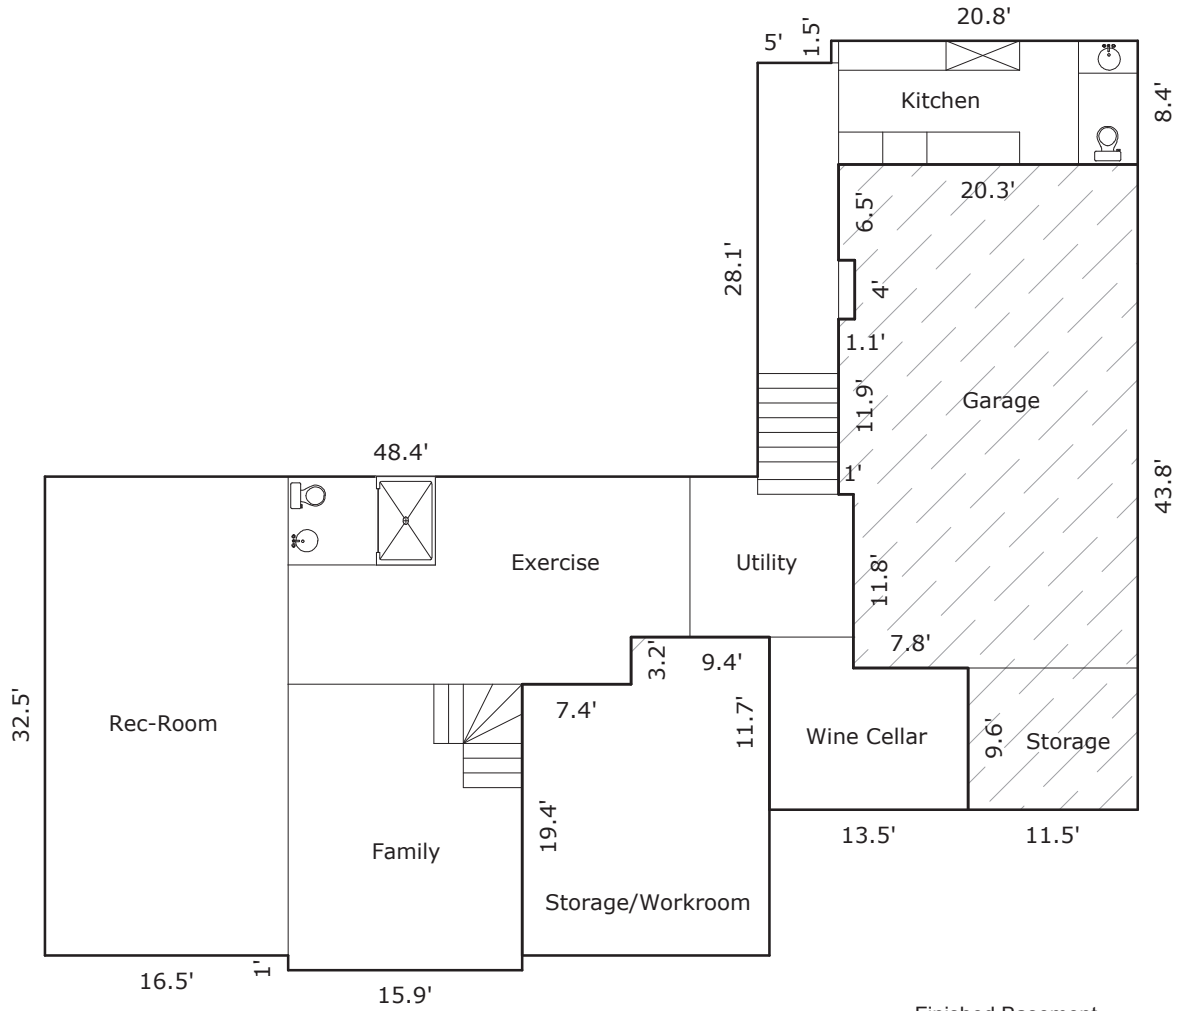 20.8'
5'
1.5'
Kitchen
8.4'
20.3'
6.5'
28.1'
4'
1.1'
11.9'
Garage
48.4'
1'
43.8'
Exercise
Utility
11.8'
7.8'
3.2'
9.4'
7.4'
32.5'
Rec-Room
11.7'
Wine Cellar
9.6'
Storage
19.4'
Family
13.5'
11.5'
Storage/Workroom
1'
16.5'
15.9'
Finished Basement